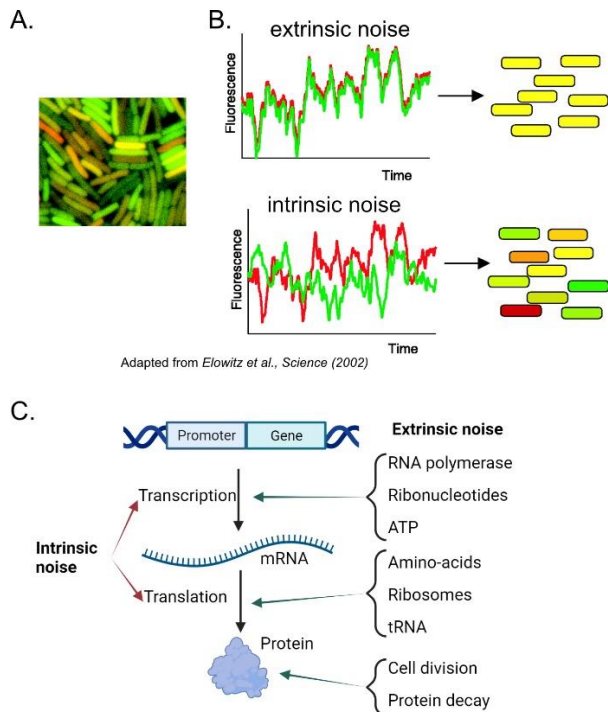 A.
B.
extrinsic noise
Fluorescence
Time
intrinsic noise
Fluorescence
Time
Adapted from Elowitz et al., Science (2002)
C.
Promoter
Gene
Extrinsic noise
RNA polymerase
Transcription
Ribonucleotides
ATP
Intrinsic
noise
mRNA
Amino-acids
Translation
Ribosomes
tRNA
Protein
Cell division
Protein decay